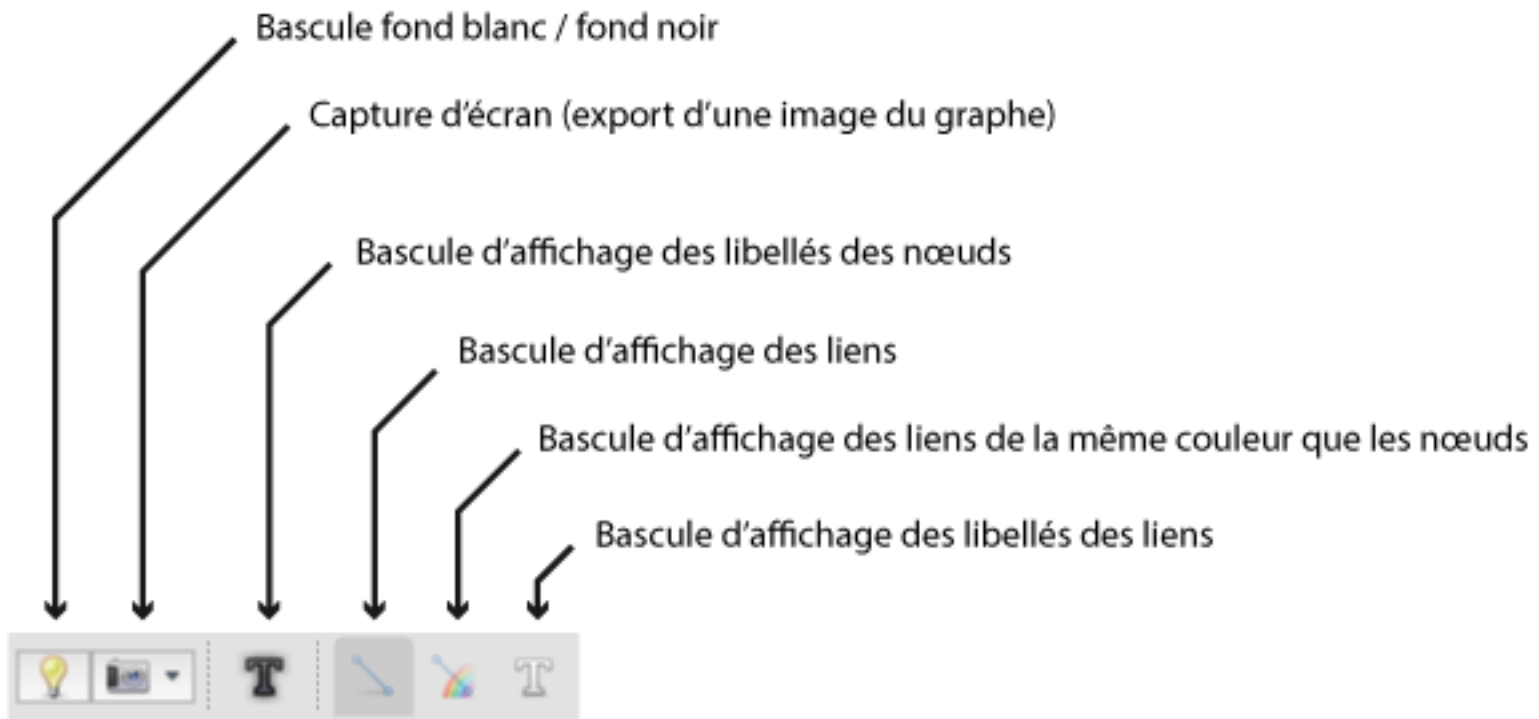 Bascule fond blanc / fond noir
Capture d'écran (export d'une image du graphe)
Bascule d'affichage des libellés des nœuds
Bascule d'affichage des liens
Bascule d'affichage des liens de la même couleur que les nœuds
Bascule d'affichage des libellés des liens
T T